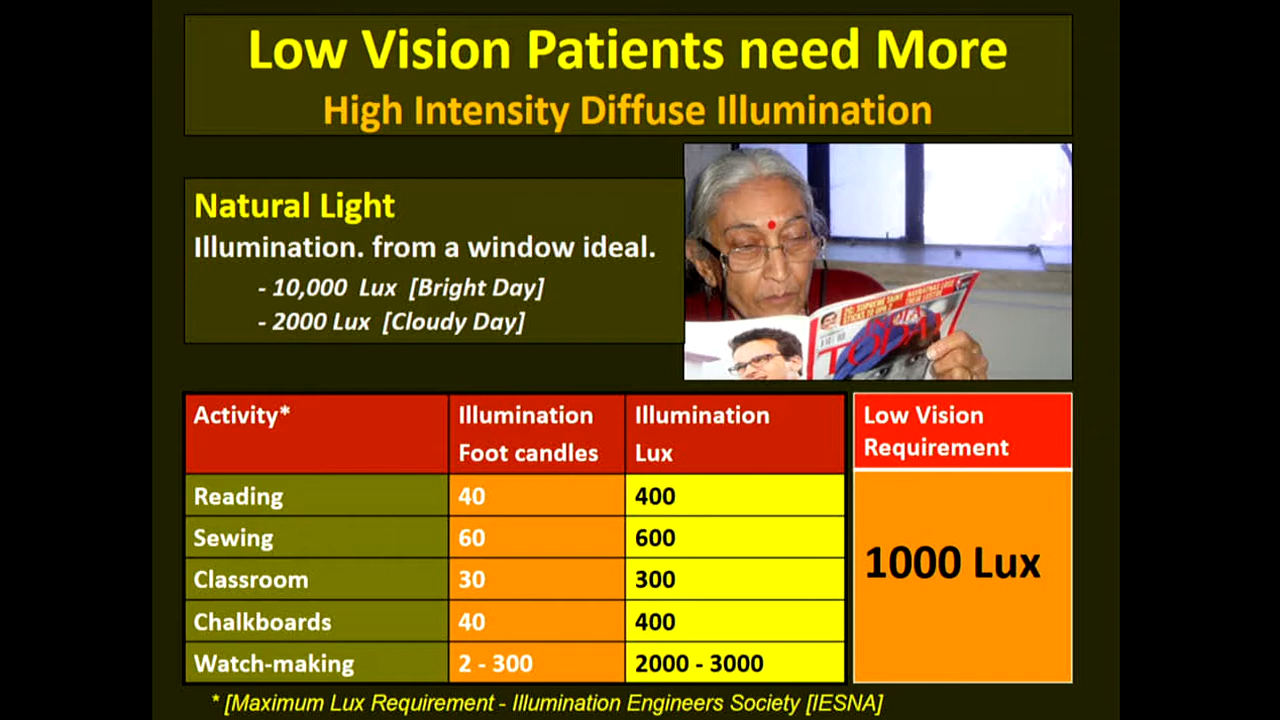 Low Vision Patients need More
High Intensity Diffuse Illumination
Natural Light
Illumination. from a window ideal.
- 10,000 Lux [Bright Day]
- 2000 Lux [Cloudy Day]
TODAY
Activity* Illumination Foot candles Illumination Lux Low Vision Requirement
Reading 40 400
Sewing 60 600
Classroom 30 300
1000 Lux
Chalkboards 40 400
Watch-making 2 - 300 2000 - 3000
* [Maximum Lux Requirement - Illumination Engineers Society [IESNA]